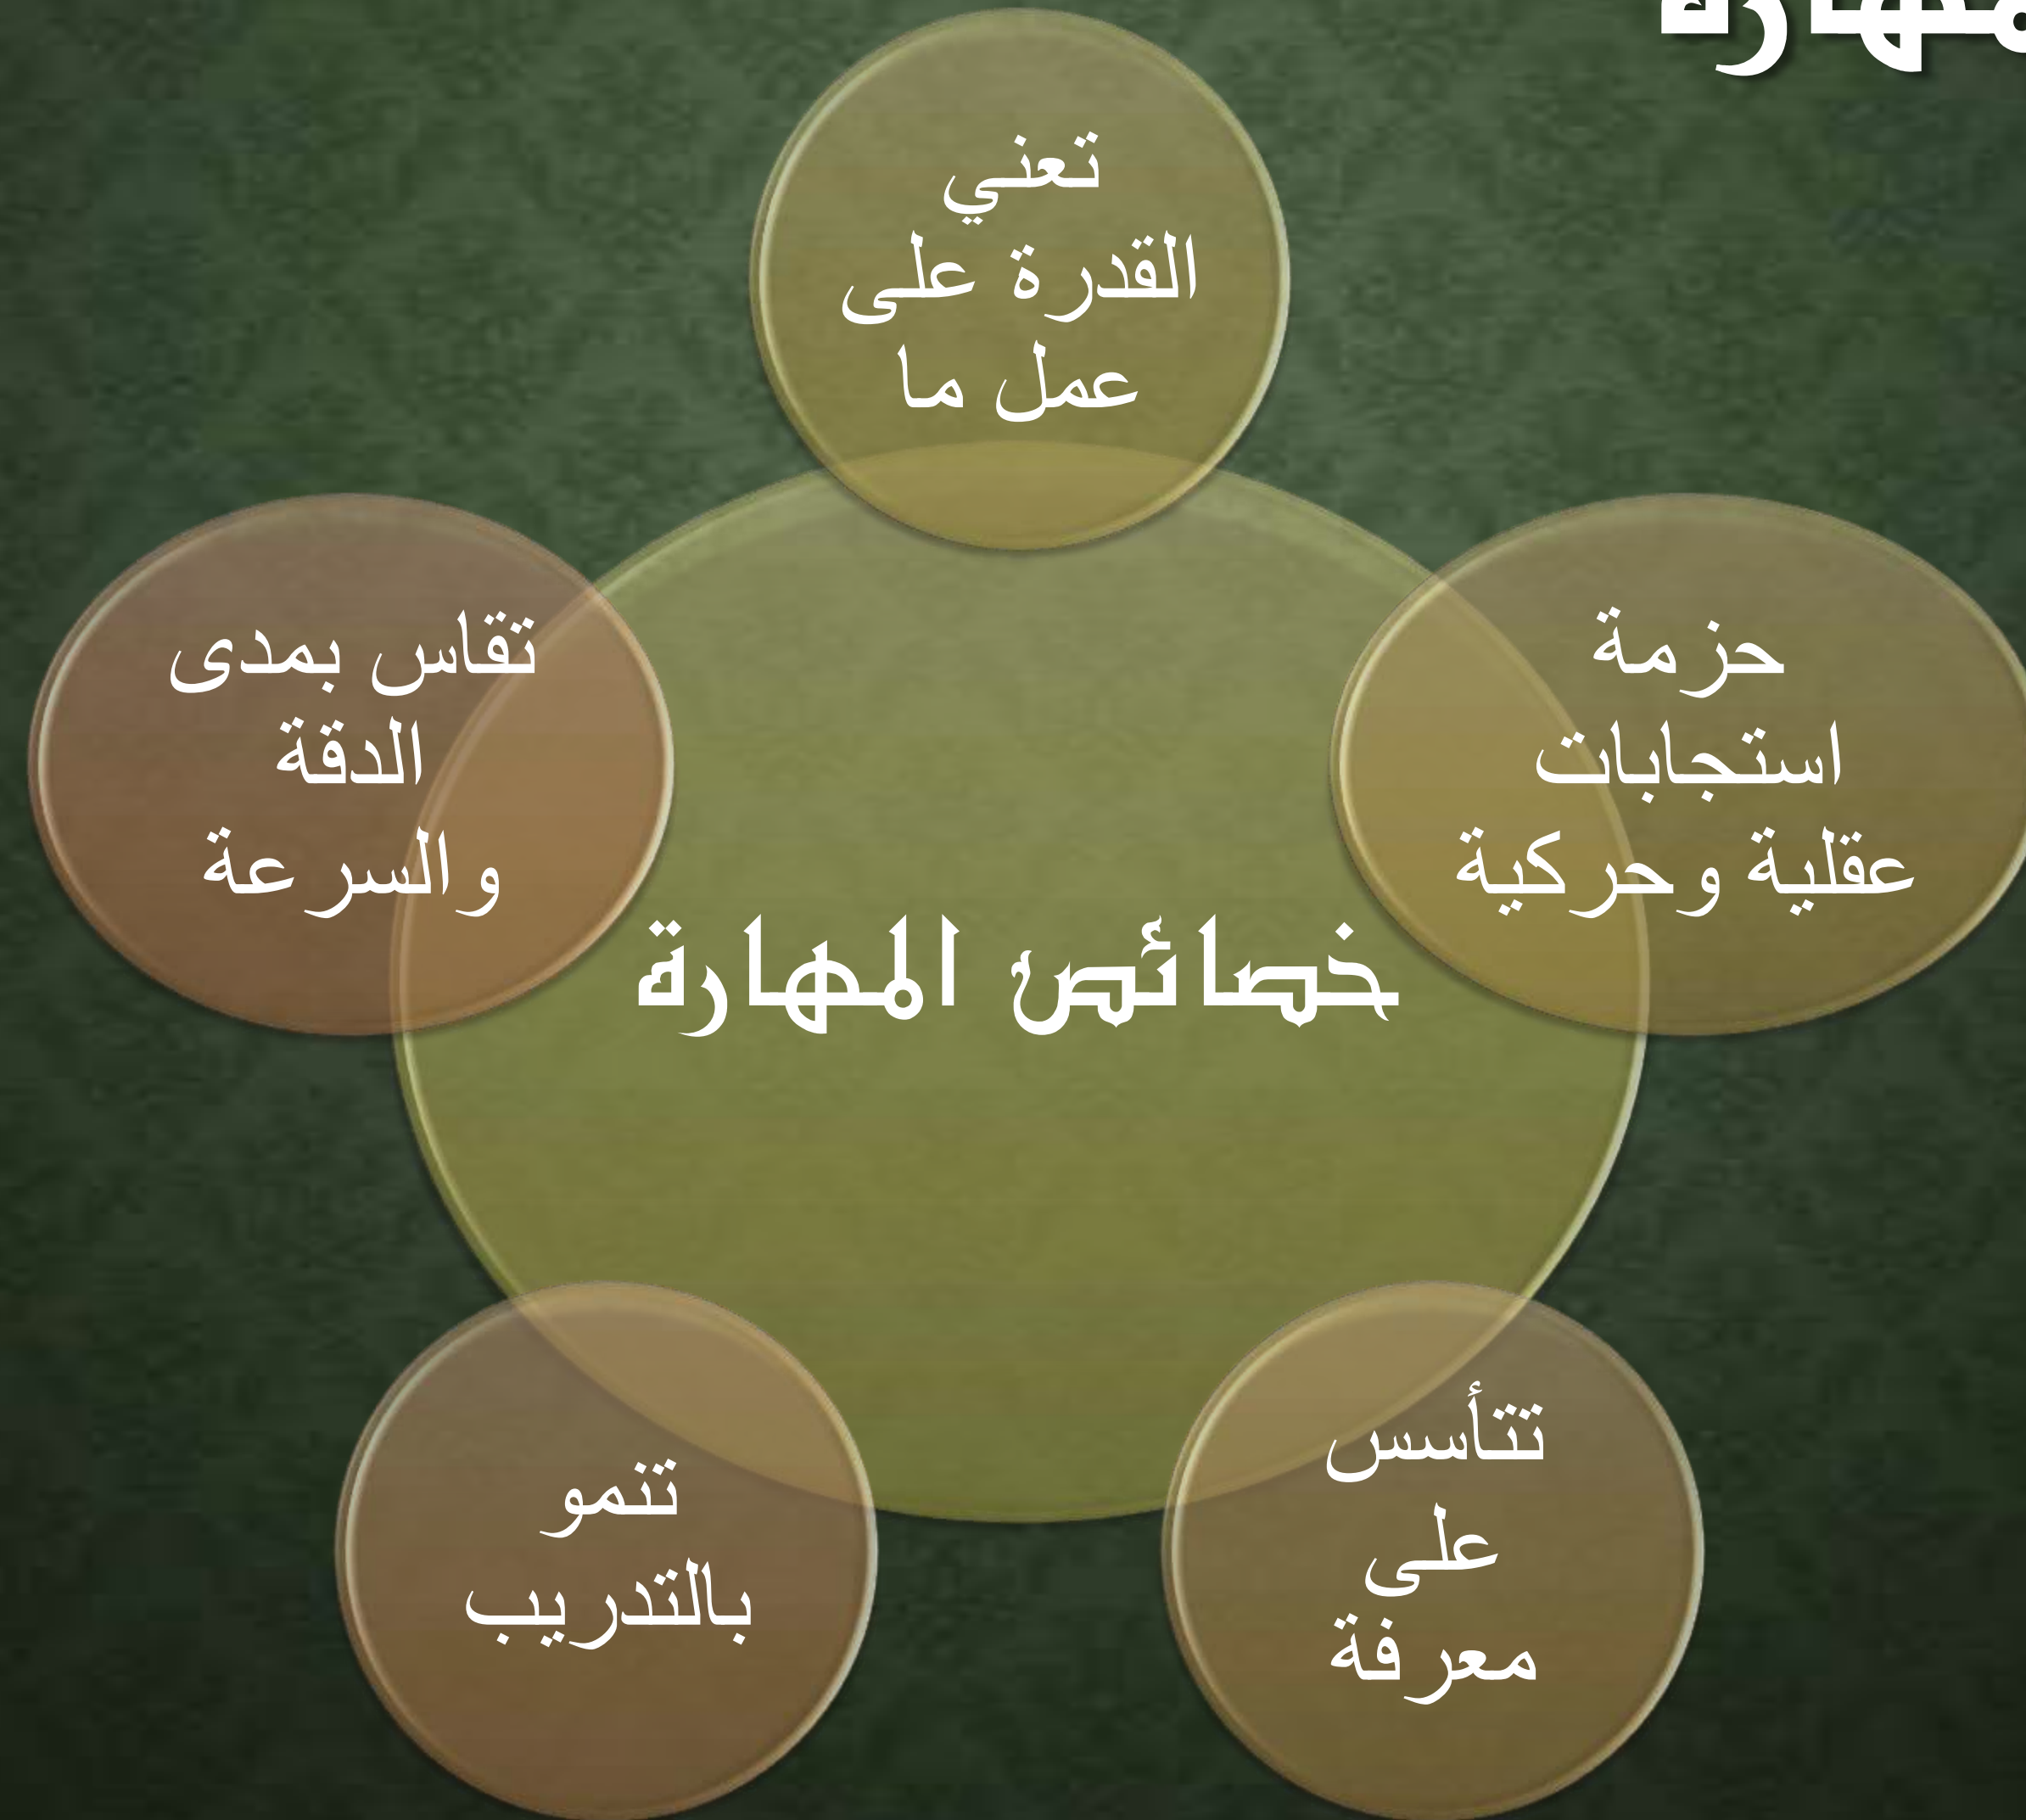 تعني
القدرة على
عمل ما
حزمة
استجابات
عقلية وحركية
تتأسس
على
معرفة
تنمو
بالتدريب
تقاس بمدى
الدقة
والسرعة
خصائص المهارة